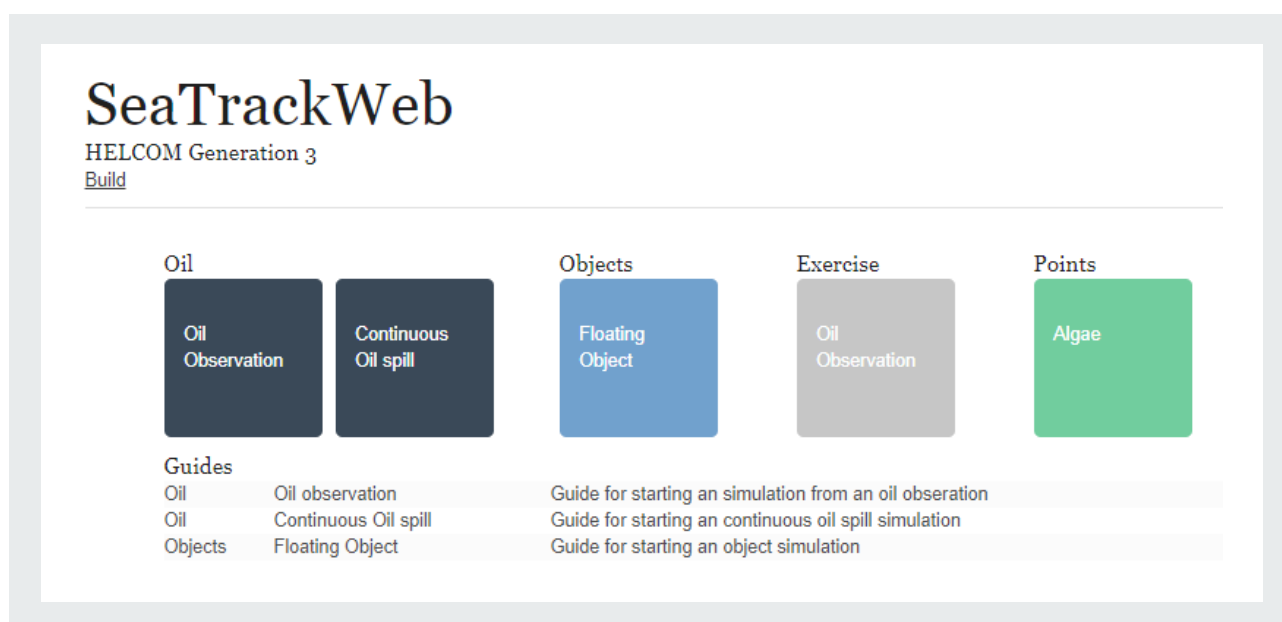 SeaTrackWeb
HELCOM Generation 3
Build
Oil
Objects
Exercise
Points
Oil
Observation
Continuous
Oil spill
Floating
Object
Oil
Observation
Algae
Guides
Oil Oil observation Guide for starting an simulation from an oil obseration
Oil Continuous Oil spill Guide for starting an continuous oil spill simulation
Objects Floating Object Guide for starting an object simulation